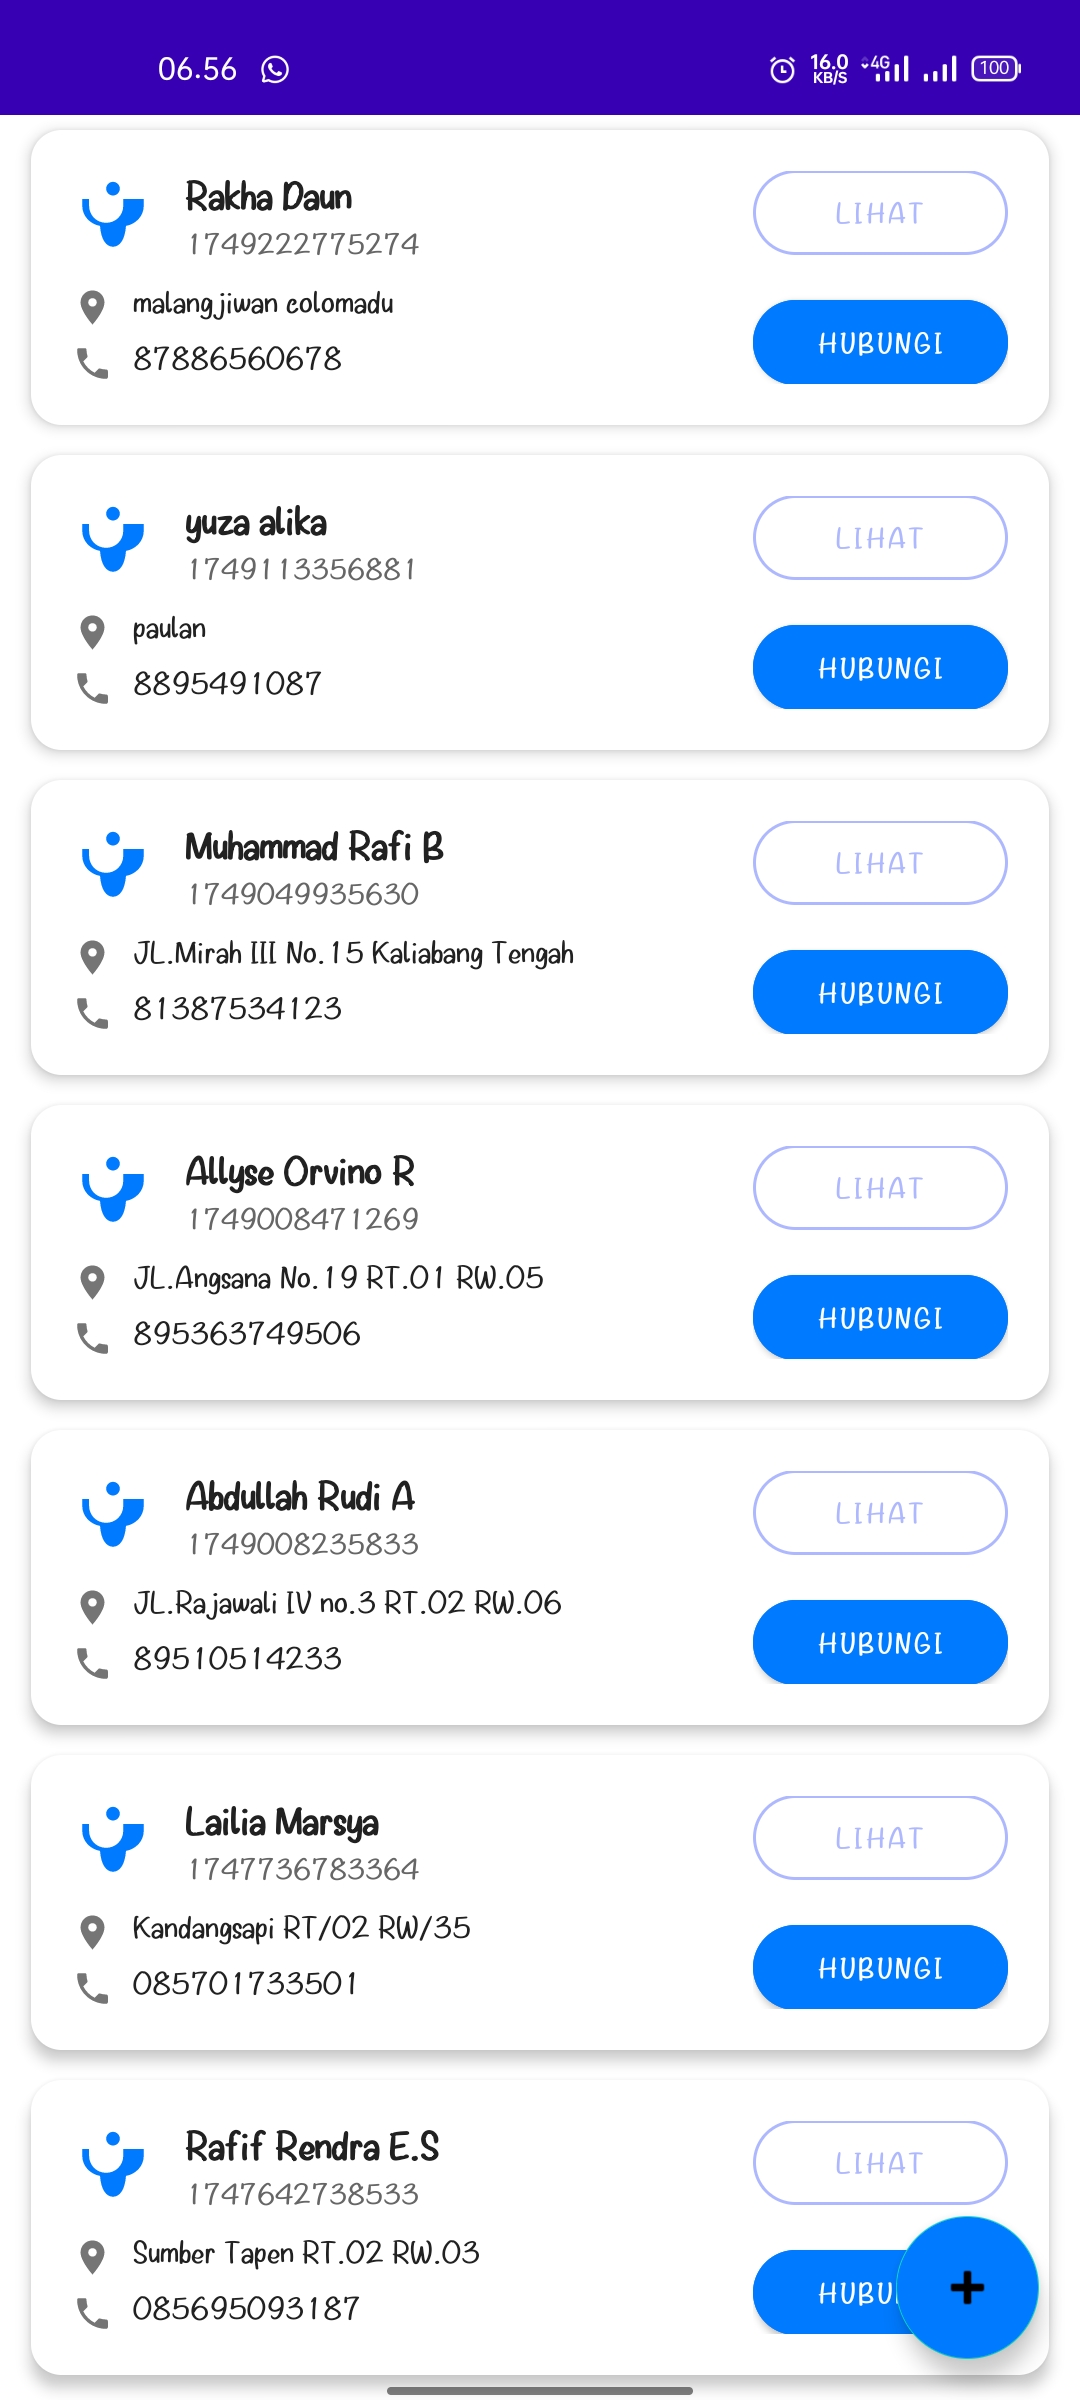 06.56
16.0
KB/S
4G
100
Rakha Daun
1749222775274
LIHAT
malangjiwan colomadu
87886560678
HUBUNGI
yuza alika
1749113356881
LIHAT
paulan
8895491087
HUBUNGI
Muhammad Rafi B
1749049935630
LIHAT
JL.Mirah III No.15 Kaliabang Tengah
81387534123
HUBUNGI
Allyse Orvino R
1749008471269
LIHAT
JL.Angsana No.19 RT.01 RW.05
895363749506
HUBUNGI
Abdullah Rudi A
1749008235833
LIHAT
JL.Rajawali IV no.3 RT.02 RW.06
89510514233
HUBUNGI
Lailia Marsya
1747736783364
LIHAT
Kandangsapi RT/02 RW/35
085701733501
HUBUNGI
Rafif Rendra E.S
1747642738533
LIHAT
Sumber Tapen RT.02 RW.03
085695093187
HUBU
+